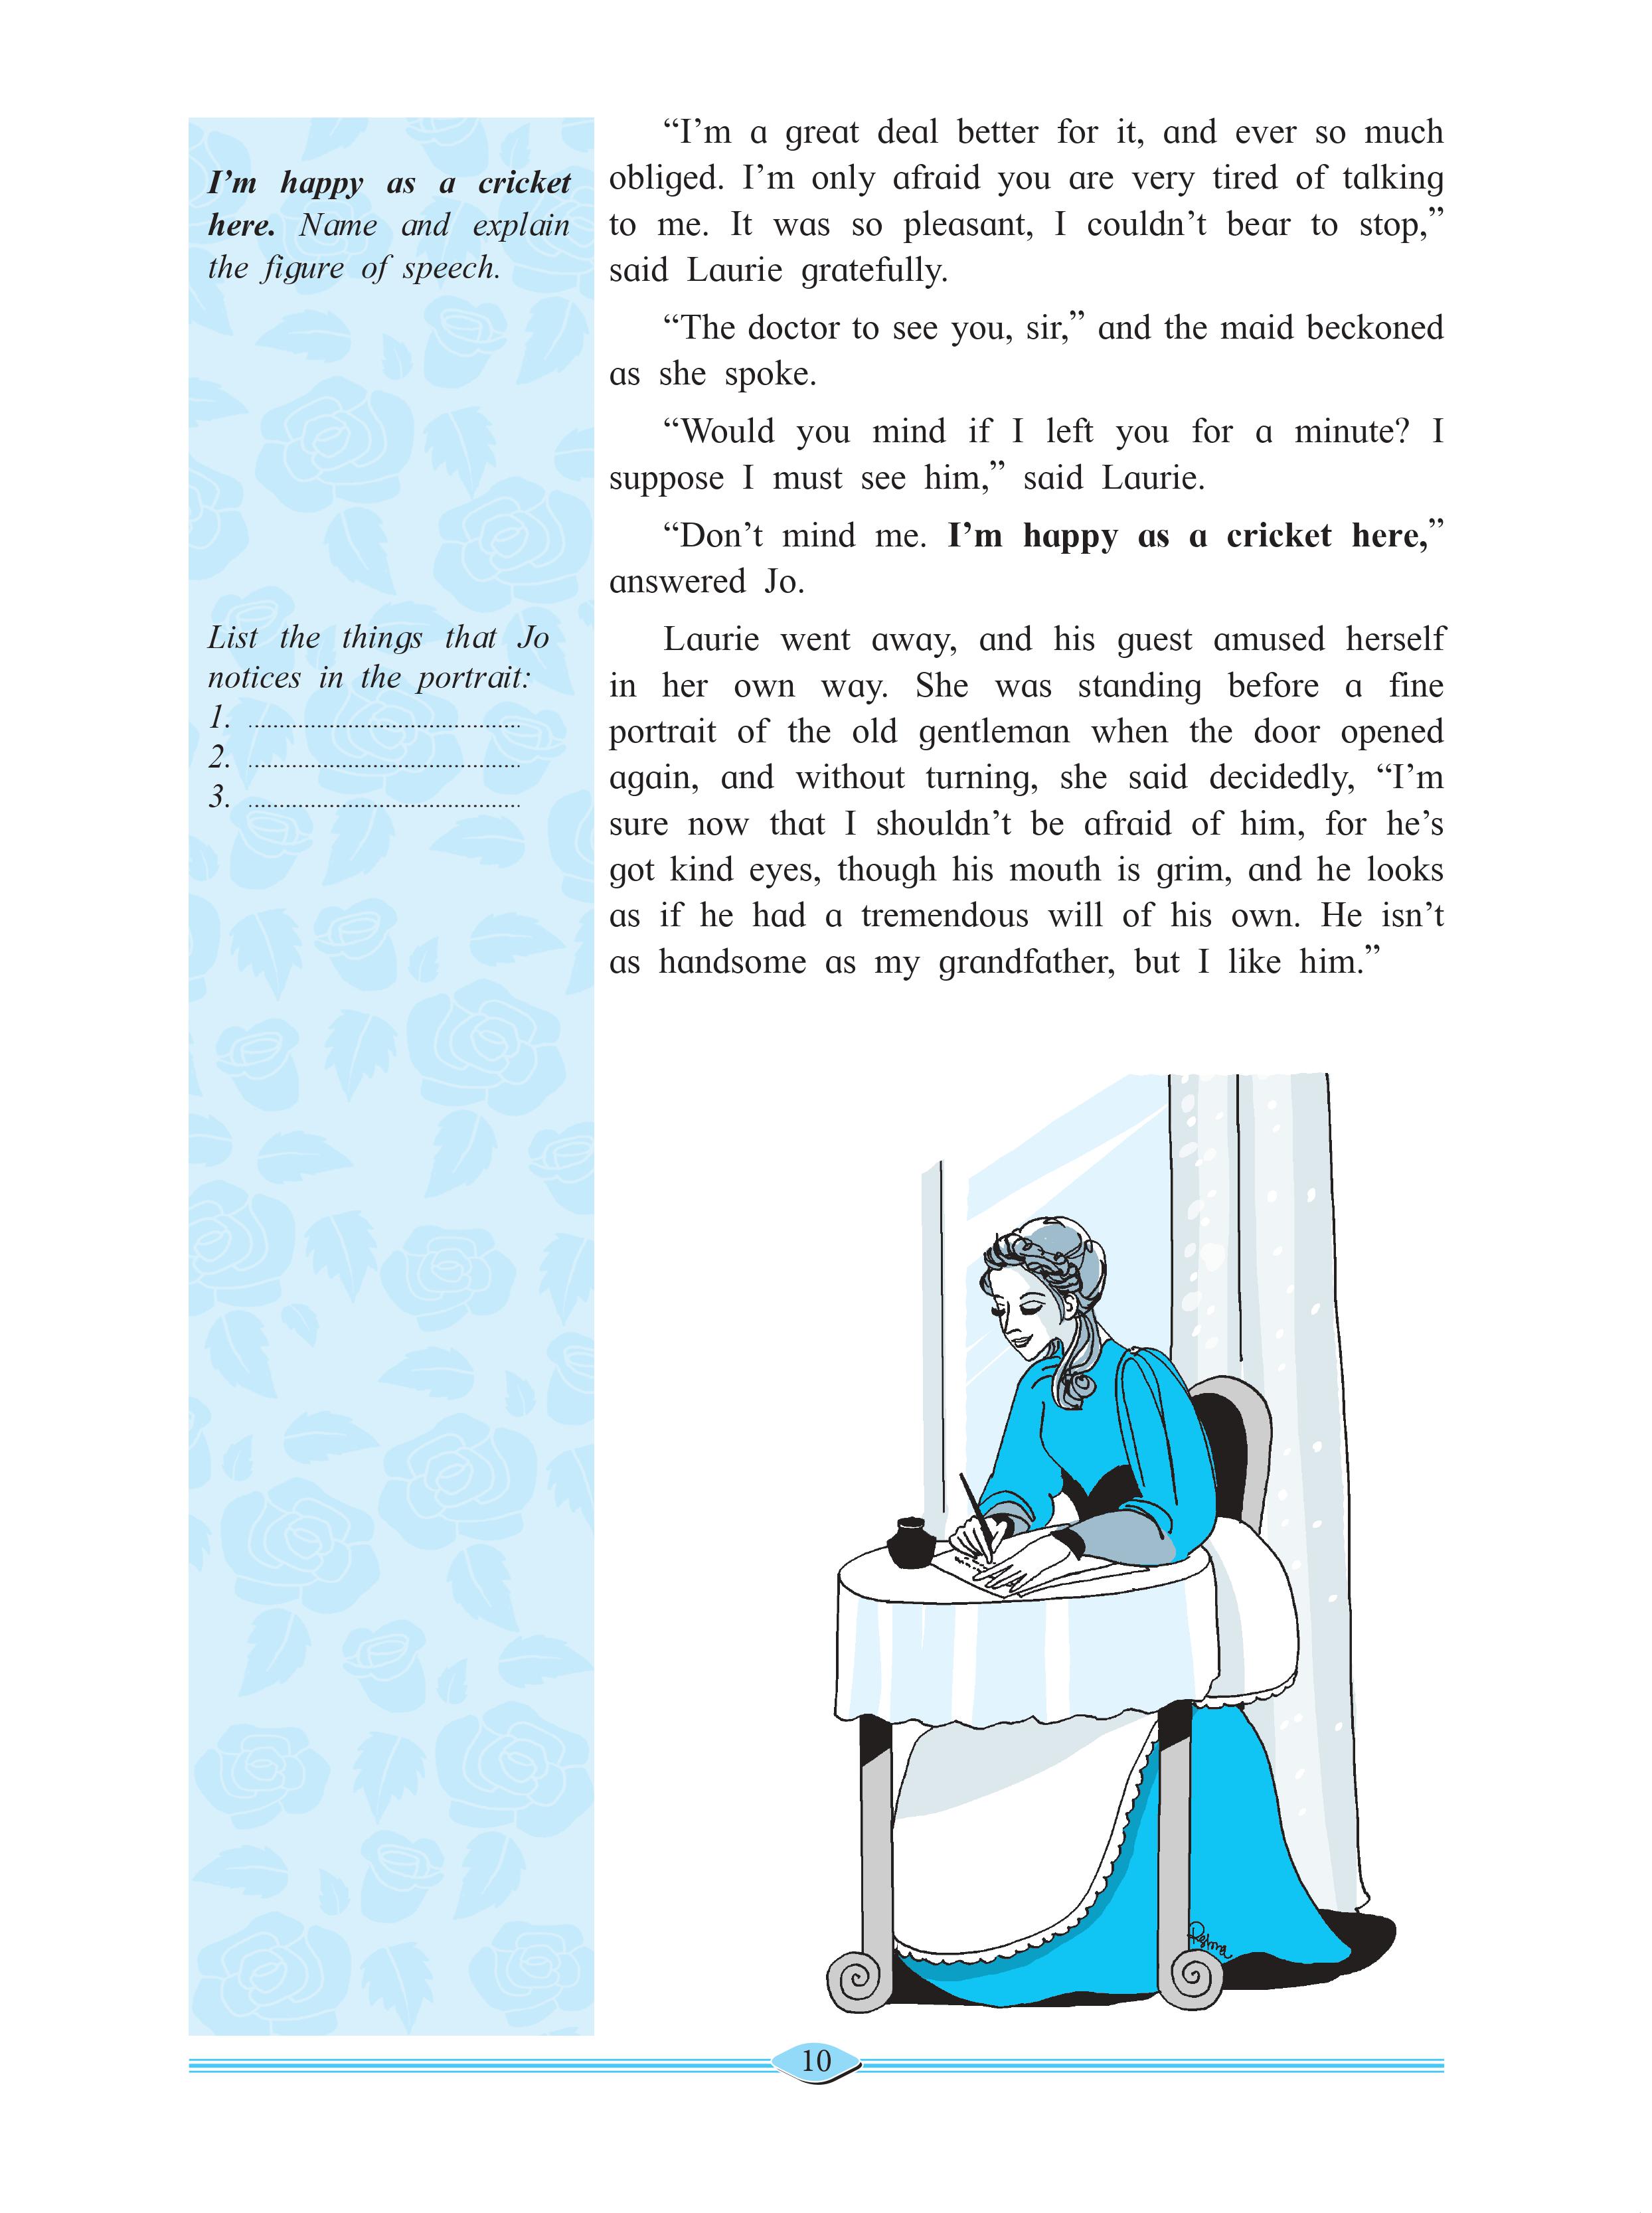 I’m happy as a cricket
here. Name and explain
the figure of speech.
List the things that Jo
notices in the portrait:
1. ............................................
2. ............................................
3. ............................................
“I’m a great deal better for it, and ever so much
obliged. I’m only afraid you are very tired of talking
to me. It was so pleasant, I couldn’t bear to stop,”
said Laurie gratefully.
“The doctor to see you, sir,” and the maid beckoned
as she spoke.
“Would you mind if I left you for a minute? I
suppose I must see him,” said Laurie.
“Don’t mind me. I’m happy as a cricket here,”
answered Jo.
Laurie went away, and his guest amused herself
in her own way. She was standing before a fine
portrait of the old gentleman when the door opened
again, and without turning, she said decidedly, “I’m
sure now that I shouldn’t be afraid of him, for he’s
got kind eyes, though his mouth is grim, and he looks
as if he had a tremendous will of his own. He isn’t
as handsome as my grandfather, but I like him.”
10